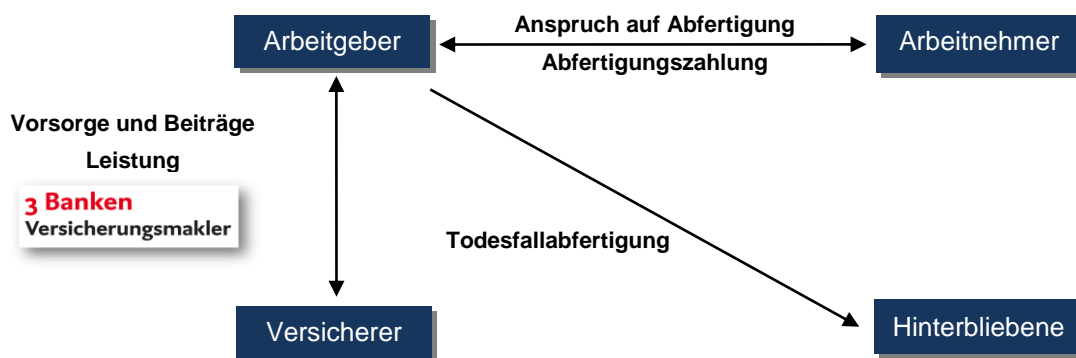 Arbeitgeber
Anspruch auf Abfertigung
Abfertigungszahlung
Arbeitnehmer
Vorsorge und Beiträge
Leistung
3 Banken
Versicherungsmakler
Todesfallabfertigung
Versicherer
Hinterbliebene